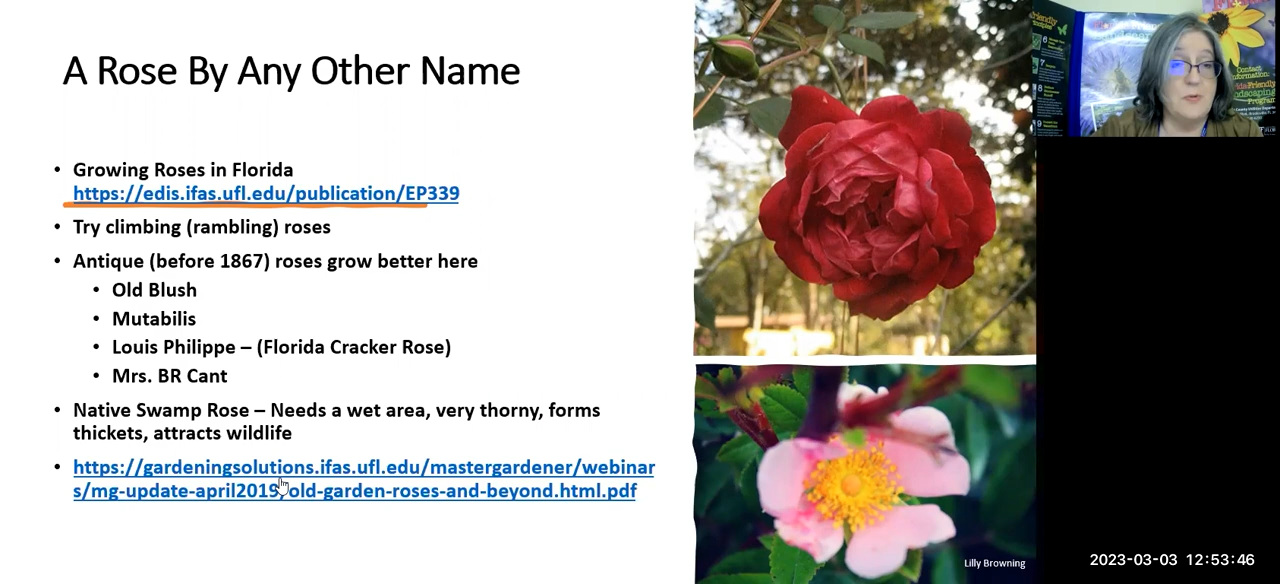 A Rose By Any Other Name
• Growing Roses in Florida
https://edis.ifas.ufl.edu/publication/EP339
• Try climbing (rambling) roses
• Antique (before 1867) roses grow better here
• Old Blush
• Mutabilis
• Louis Philippe – (Florida Cracker Rose)
• Mrs. BR Cant
• Native Swamp Rose – Needs a wet area, very thorny, forms
thickets, attracts wildlife
• https://gardeningsolutions.ifas.ufl.edu/mastergardener/webinar
s/mg-update-april2019-old-garden-roses-and-beyond.html.pdf
Lilly Browning
Contact
Information:
2023-03-03 12:53:46